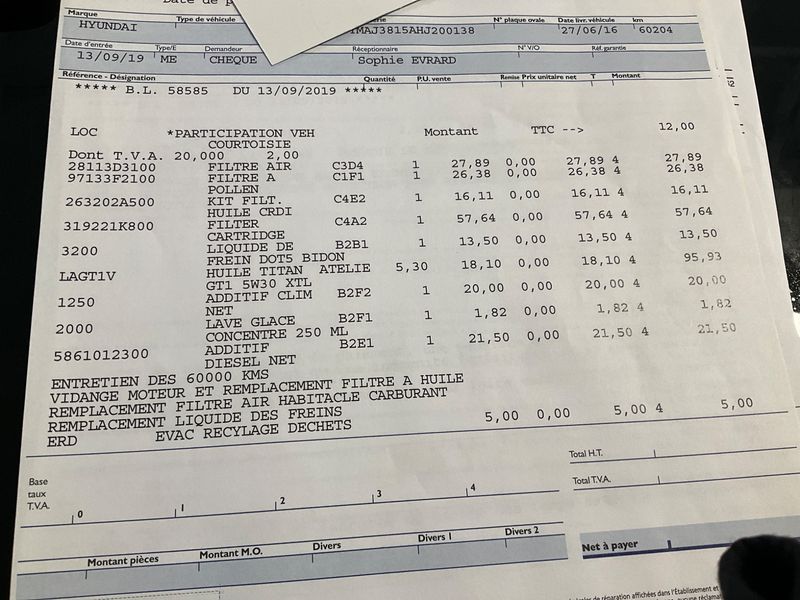 Marque Type de véhicule N° plaque ovale Date livr. véhicule km
HYUNDAI MAJ3815AHJ200138 27/06/16 60204
Date d'entrée Type/E Demandeur Réceptionnaire N° V/O Réf. garantie
13/09/19 ME CHEQUE Sophie EVRARD
Référence - Désignation Quantité P.U. vente Remise Prix unitaire net T Montant
***** B.L. 58585 DU 13/09/2019 *****
LOC *PARTICIPATION VEH Montant TTC --> 12,00
COURTOISIE
Dont T.V.A. 20,000 2,00
28113D3100 FILTRE AIR C3D4 1 27,89 0,00 27,89 4 27,89
97133F2100 FILTRE A C1F1 1 26,38 0,00 26,38 4 26,38
POLLEN
263202A500 KIT FILT. C4E2 1 16,11 0,00 16,11 4 16,11
HUILE CRDI
319221K800 FILTER C4A2 1 57,64 0,00 57,64 4 57,64
CARTRIDGE
3200 LIQUIDE DE B2B1 1 13,50 0,00 13,50 4 13,50
FREIN DOT5 BIDON
LAGT1V HUILE TITAN ATELIE 5,30 18,10 0,00 18,10 4 95,93
GT1 5W30 XTL
1250 ADDITIF CLIM B2F2 1 20,00 0,00 20,00 4 20,00
NET
2000 LAVE GLACE B2F1 1 1,82 0,00 1,82 4 1,82
CONCENTRE 250 ML
5861012300 ADDITIF B2E1 1 21,50 0,00 21,50 4 21,50
DIESEL NET
ENTRETIEN DES 60000 KMS
VIDANGE MOTEUR ET REMPLACEMENT FILTRE A HUILE
REMPLACEMENT FILTRE AIR HABITACLE CARBURANT
REMPLACEMENT LIQUIDE DES FREINS
ERD EVAC RECYLAGE DECHETS 5,00 0,00 5,00 4 5,00
Total H.T.
Total T.V.A.
Base
taux
T.V.A.
0 1 2 3 4
Montant pièces Montant M.O. Divers Divers 1 Divers 2
Net à payer
de réparation affichées dans l'Établissement et